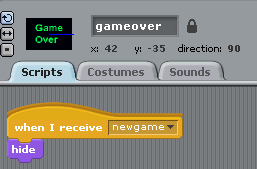 Game
Over
gameover
x: 42 y: -35 direction: 90
Scripts Costumes Sounds
when I receive newgame
hide